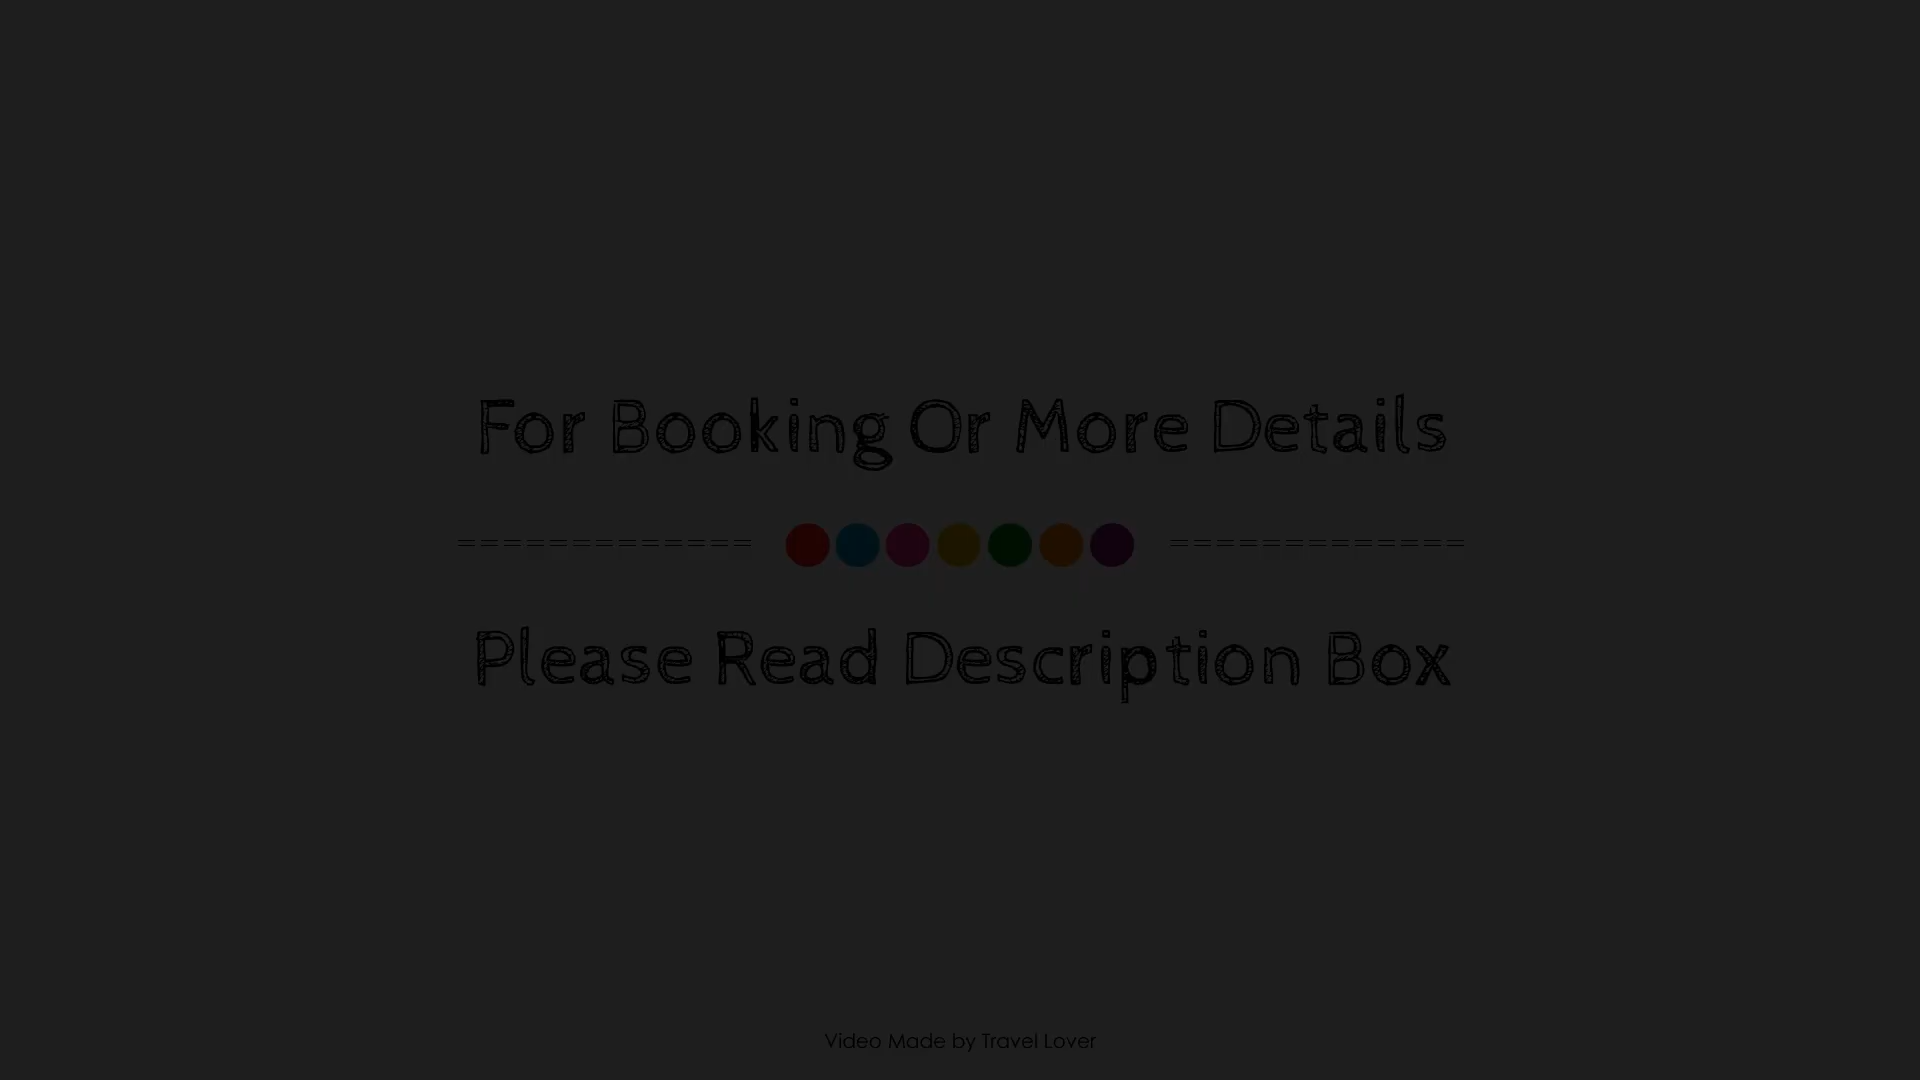 For Booking Or More Details
============= =============
Please Read Description Box
Video Made by Travel Lover